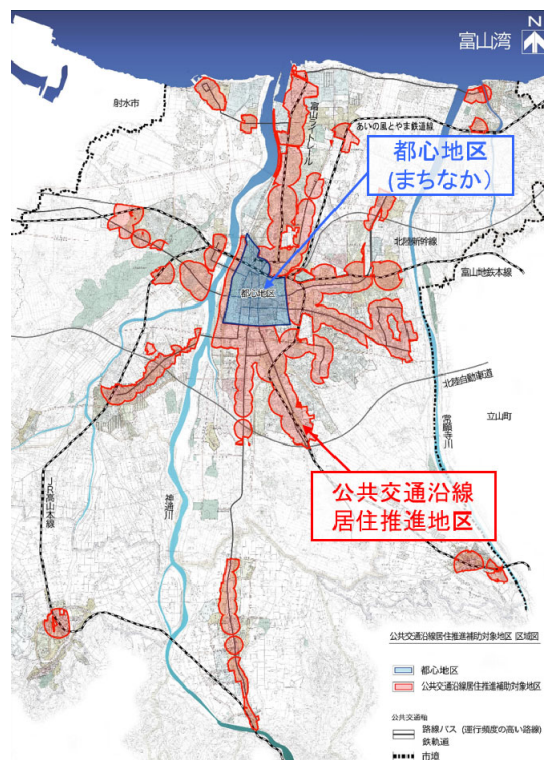 N
富山湾
射水市
富山ライトレール
あいの風とやま鉄道線
都心地区
(まちなか)
北陸新幹線
富山地鉄本線
都心地区
北陸自動車道
立山町
常願寺川
公共交通沿線
居住推進地区
JR高山本線
神通川
公共交通沿線居住推進補助対象地区 区域図
都心地区
公共交通沿線居住推進補助対象地区
公共交通軸
路線バス (運行頻度の高い路線)
鉄軌道
市境